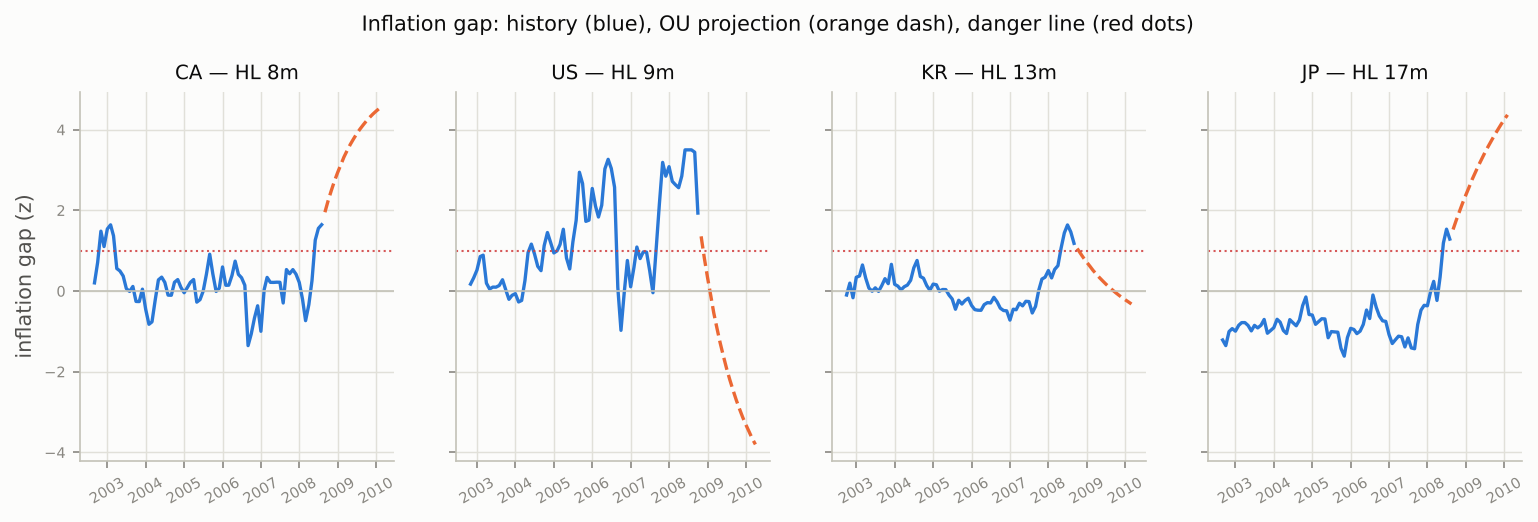 Inflation gap: history (blue), OU projection (orange dash), danger line (red dots)
CA — HL 8m
US — HL 9m
KR — HL 13m
JP — HL 17m
inflation gap (z)
4
2
0
−2
−4
2003 2004 2005 2006 2007 2008 2009 2010
2003 2004 2005 2006 2007 2008 2009 2010
2003 2004 2005 2006 2007 2008 2009 2010
2003 2004 2005 2006 2007 2008 2009 2010